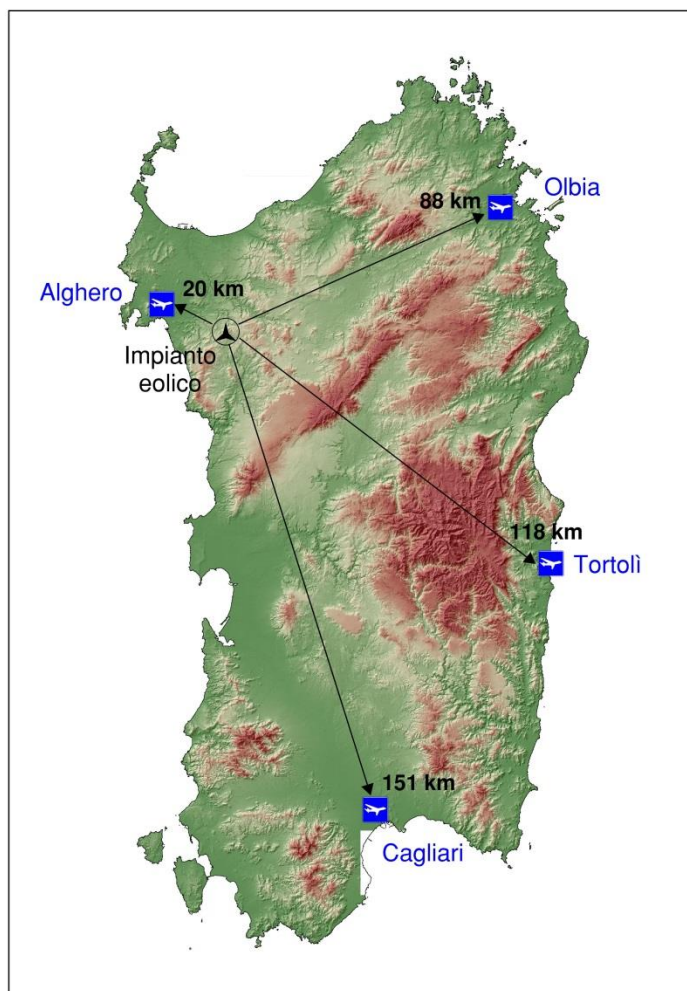 Olbia
88 km
Alghero
20 km
Impianto
eolico
118 km
Tortolì
151 km
Cagliari